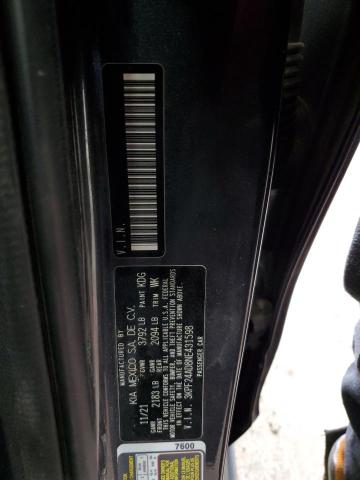 V.I.N.
MANUFACTURED BY
KIA MEXICO S.A. DE C.V.
11/21 GVWR 3792 LB PAINT KDG
GAWR FRONT 2183 LB GAWR REAR 2094 LB TRIM WK
THIS VEHICLE CONFORMS TO ALL APPLICABLE U.S.A. FEDERAL
MOTOR VEHICLE SAFETY, BUMPER, AND THEFT PREVENTION STANDARDS
IN EFFECT ON THE DATE OF MANUFACTURE SHOWN ABOVE.
V.I.N. 3KPF24AD8NE431598
PASSENGER CAR
7600